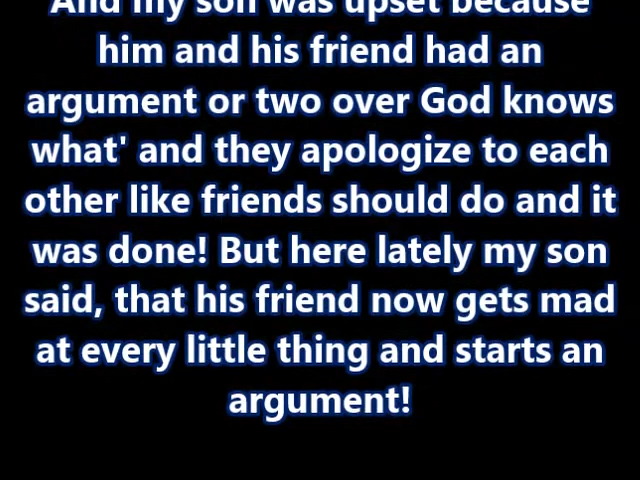 And my son was upset because
him and his friend had an
argument or two over God knows
what' and they apologize to each
other like friends should do and it
was done! But here lately my son
said, that his friend now gets mad
at every little thing and starts an
argument!